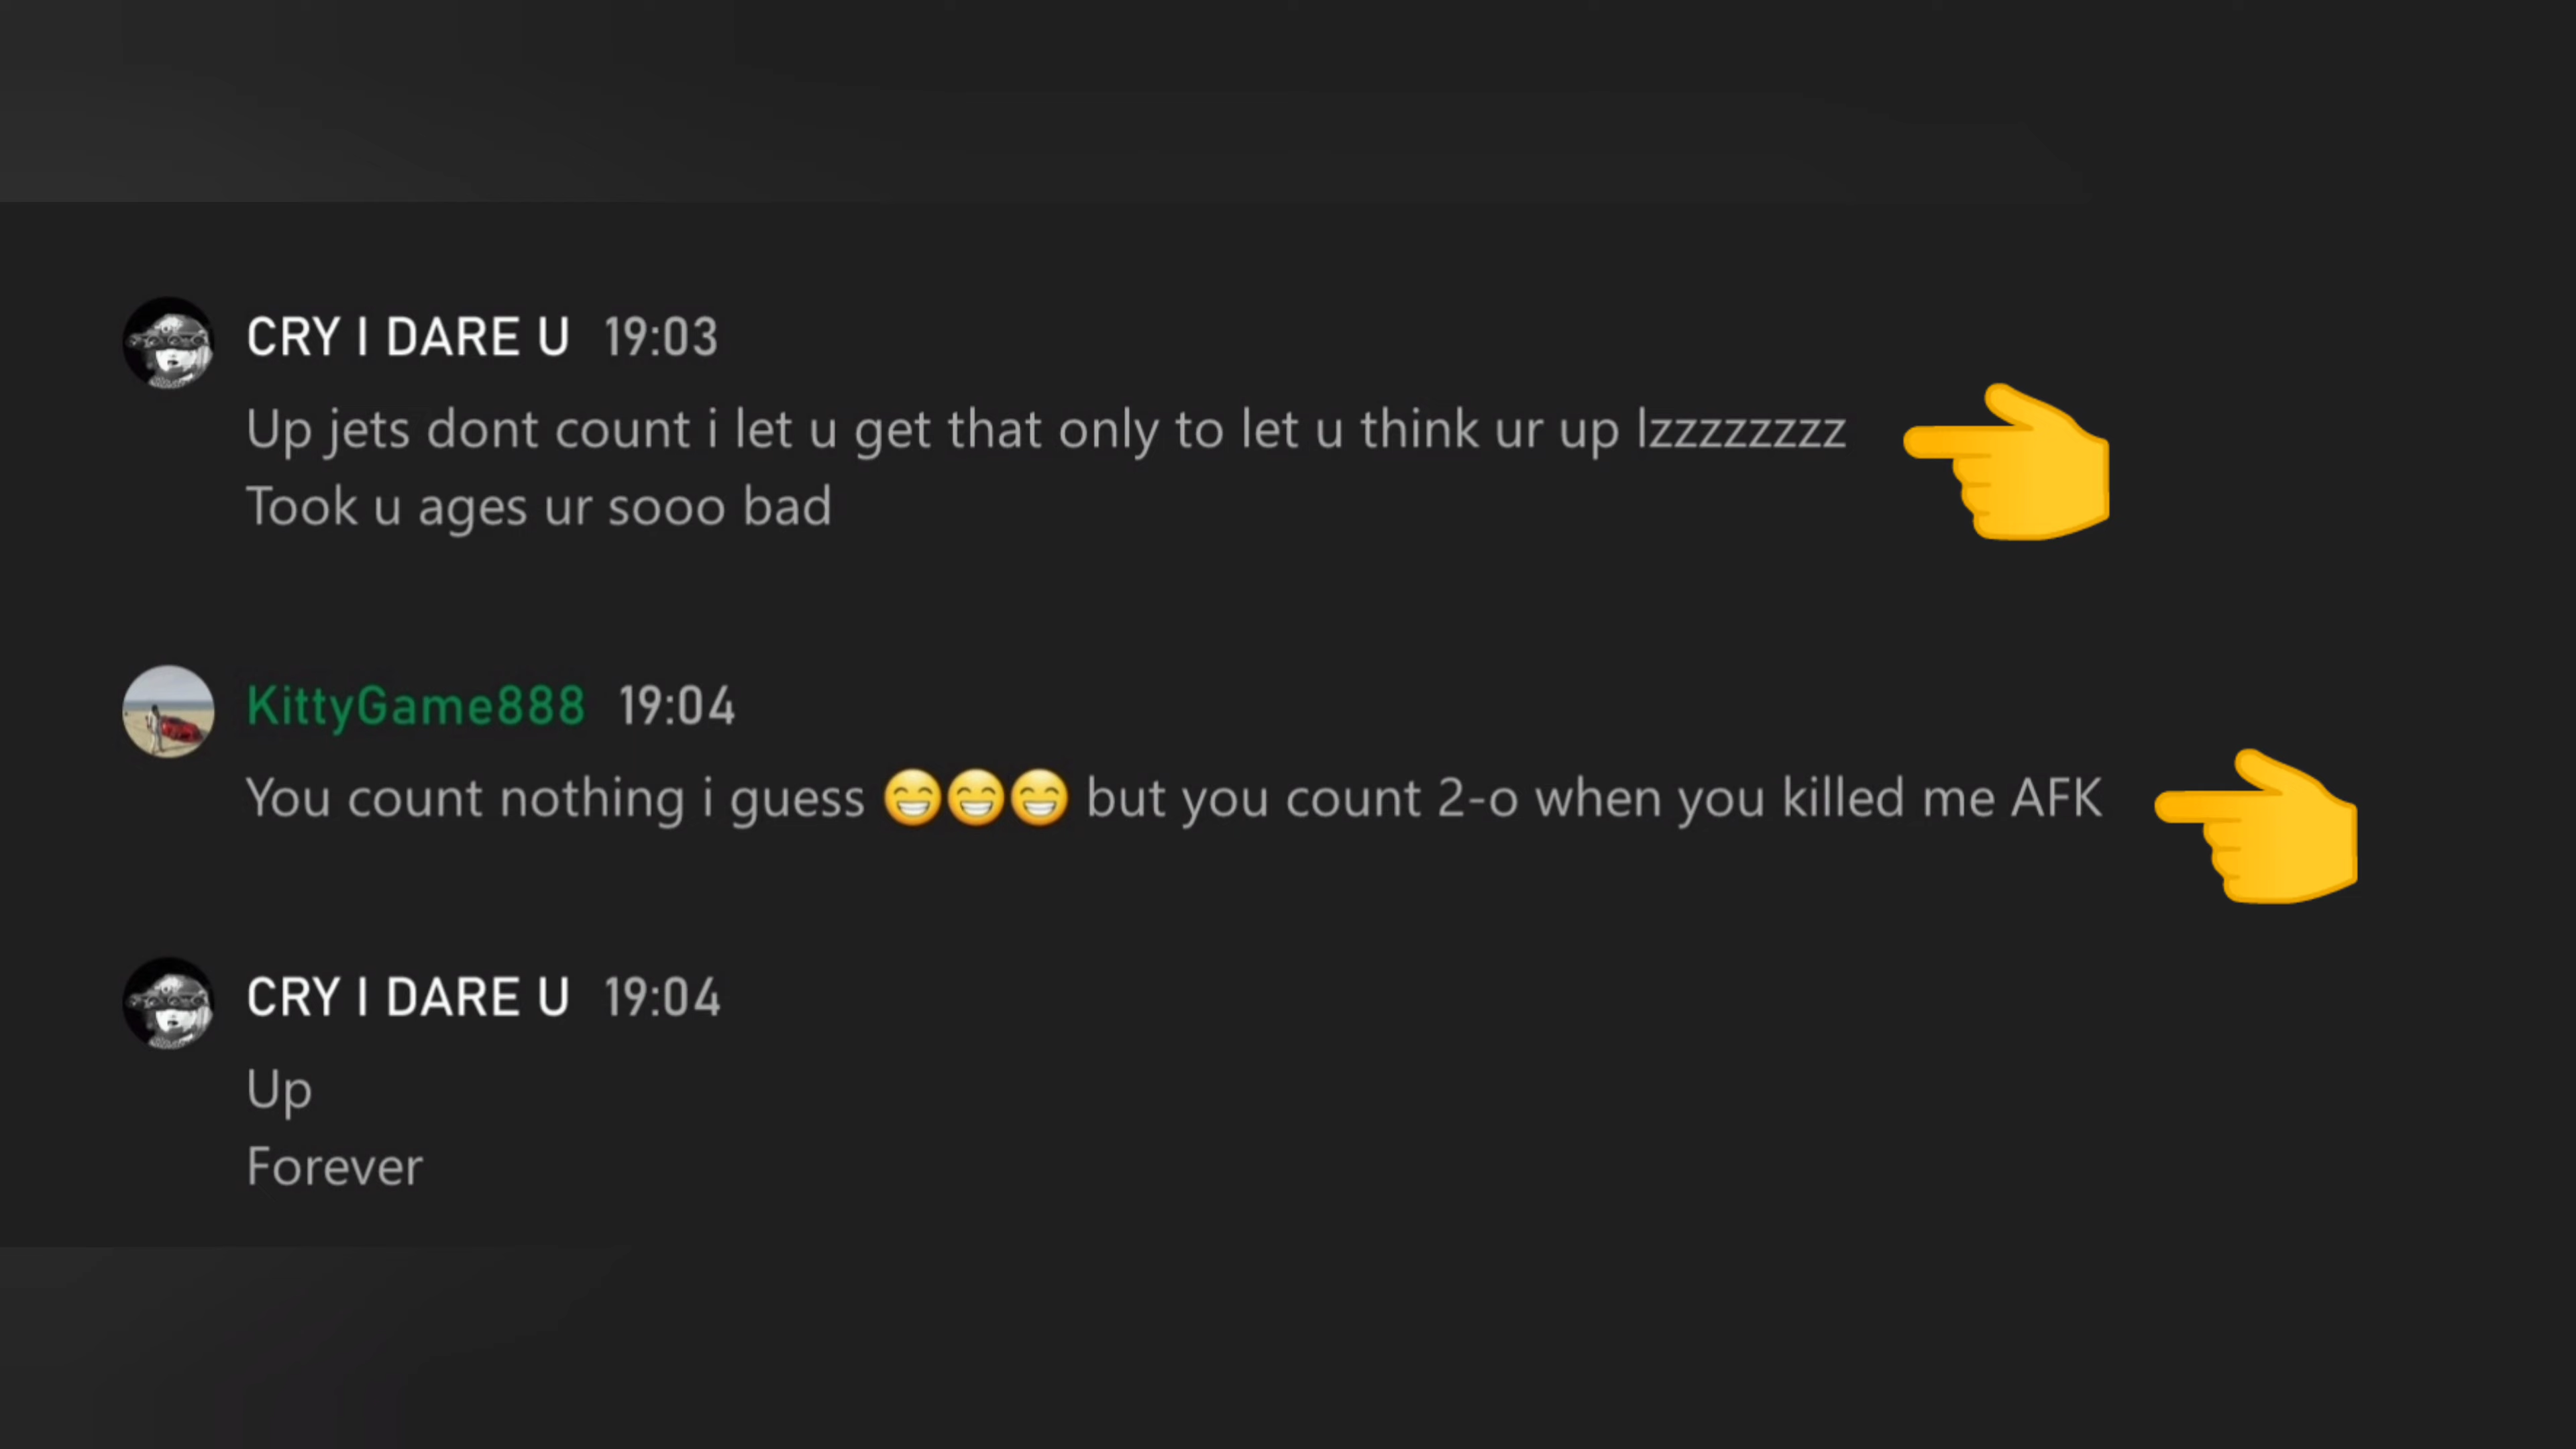 CRY I DARE U 19:03
Up jets dont count i let u get that only to let u think ur up lzzzzzzzz
Took u ages ur sooo bad
KittyGame888 19:04
You count nothing i guess 😁😁😁 but you count 2-o when you killed me AFK
CRY I DARE U 19:04
Up
Forever